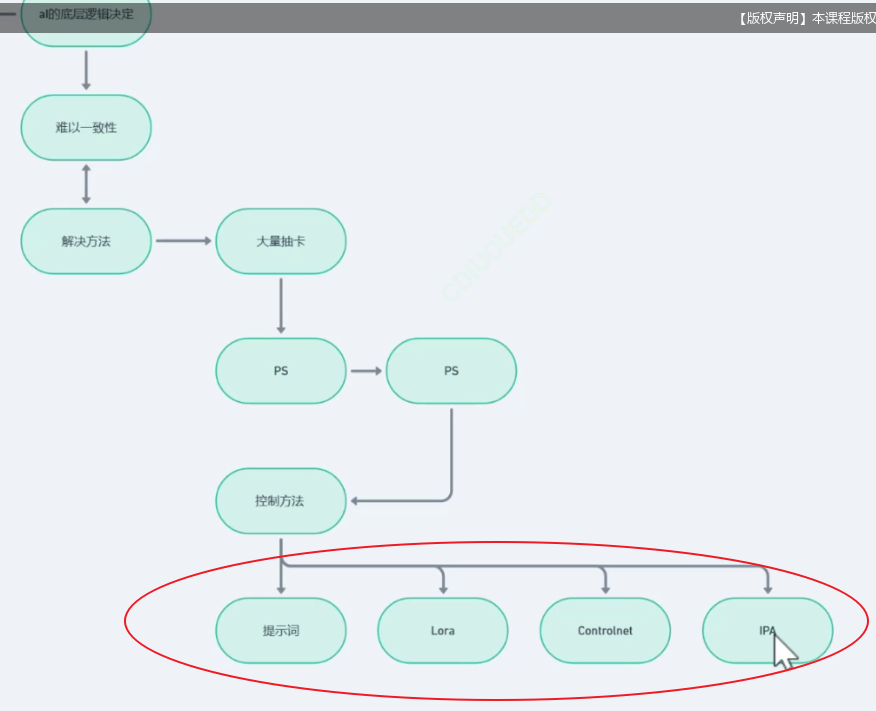 【版权声明】本课程版权
aI的底层逻辑决定
难以一致性
解决方法
大量抽卡
PS
PS
控制方法
提示词
Lora
Controlnet
IPA